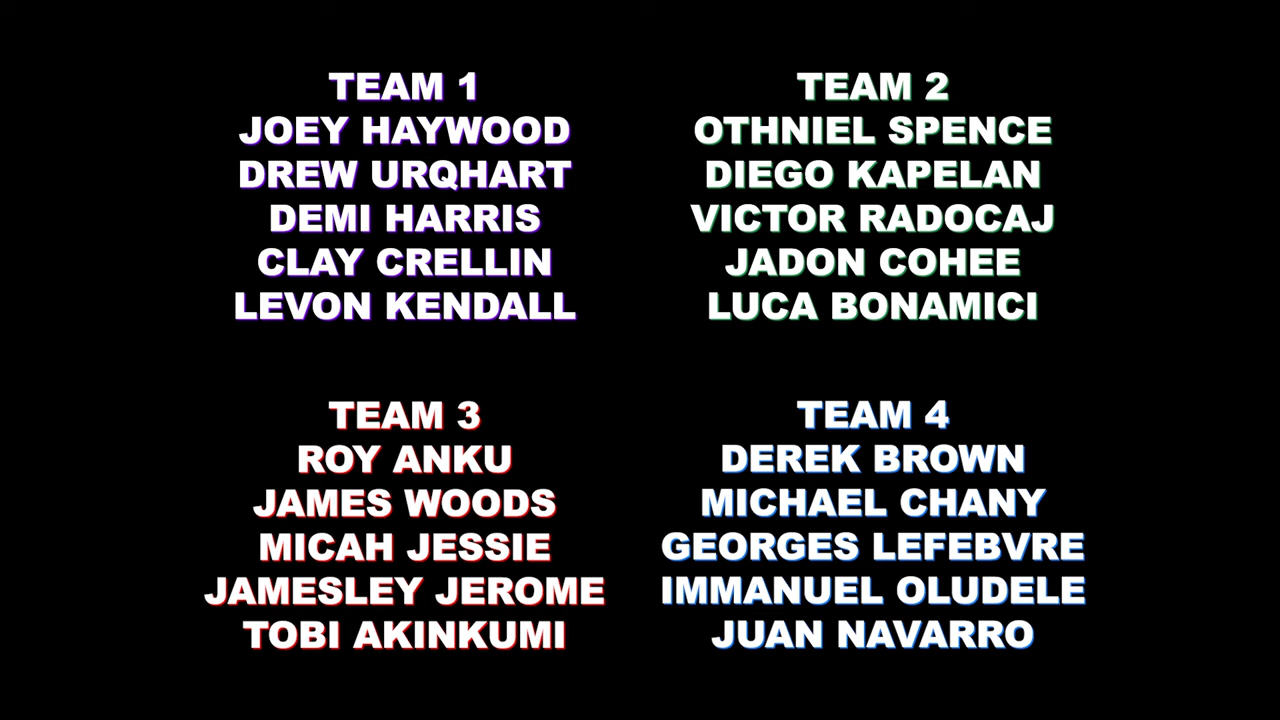 TEAM 1
JOEY HAYWOOD
DREW URQHART
DEMI HARRIS
CLAY CRELLIN
LEVON KENDALL
TEAM 2
OTHNIEL SPENCE
DIEGO KAPELAN
VICTOR RADOCAJ
JADON COHEE
LUCA BONAMICI
TEAM 3
ROY ANKU
JAMES WOODS
MICAH JESSIE
JAMESLEY JEROME
TOBI AKINKUMI
TEAM 4
DEREK BROWN
MICHAEL CHANY
GEORGES LEFEBVRE
IMMANUEL OLUDELE
JUAN NAVARRO